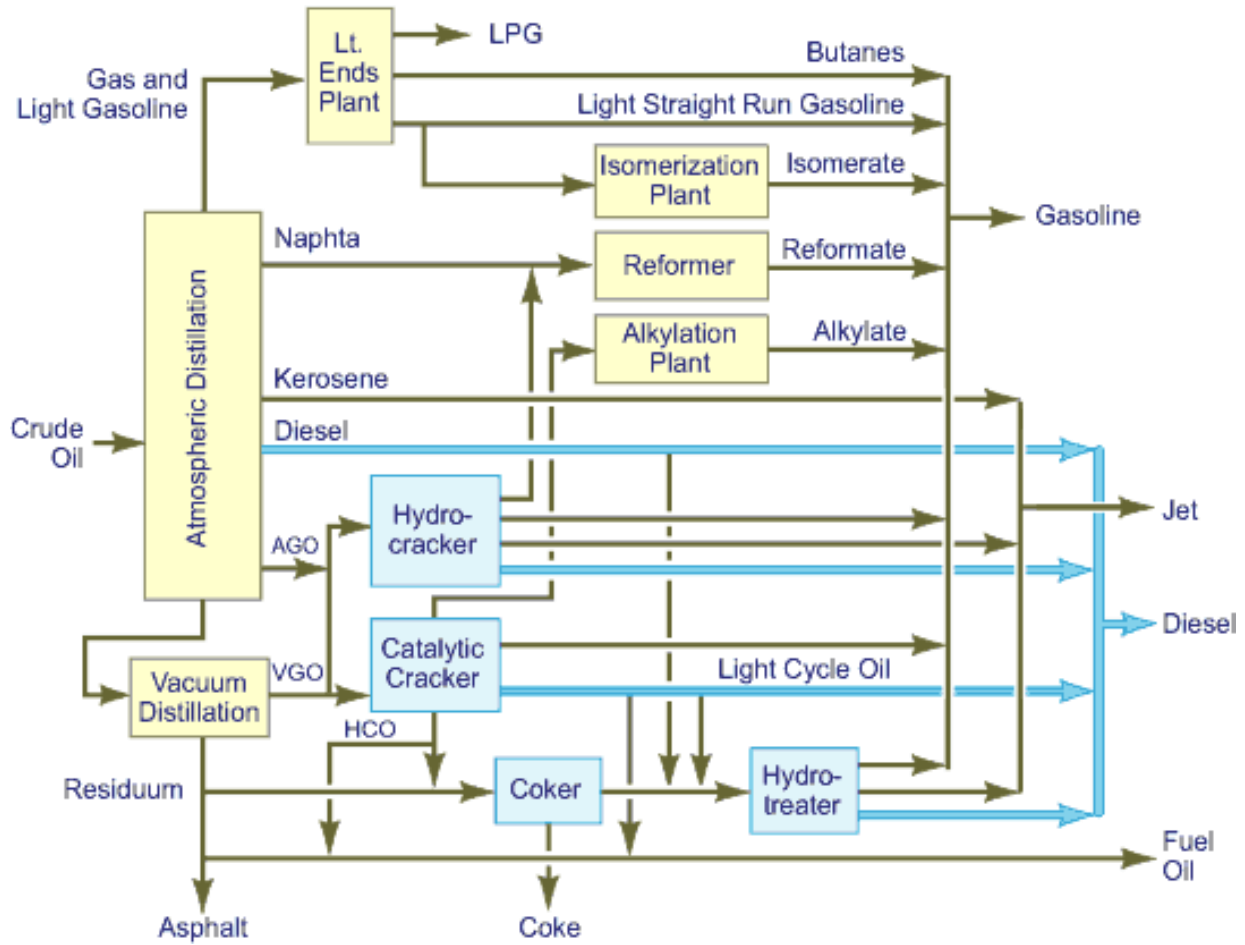 LPG
Lt.
Ends
Plant
Butanes
Gas and
Light Gasoline
Light Straight Run Gasoline
Isomerization
Plant
Isomerate
Gasoline
Naphta
Reformer
Reformate
Alkylation
Plant
Alkylate
Atmospheric Distillation
Kerosene
Crude
Oil
Diesel
Hydro-
cracker
Jet
AGO
Diesel
Catalytic
Cracker
VGO
Light Cycle Oil
Vacuum
Distillation
HCO
Residuum
Coker
Hydro-
treater
Fuel
Oil
Asphalt
Coke